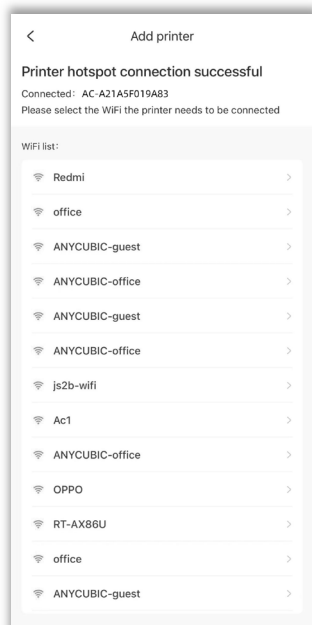 Add printer
Printer hotspot connection successful
Connected: AC-A21A5F019A83
Please select the WiFi the printer needs to be connected
WiFi list:
Redmi
office
ANYCUBIC-guest
ANYCUBIC-office
ANYCUBIC-guest
ANYCUBIC-office
js2b-wifi
Ac1
ANYCUBIC-office
OPPO
RT-AX86U
office
ANYCUBIC-guest